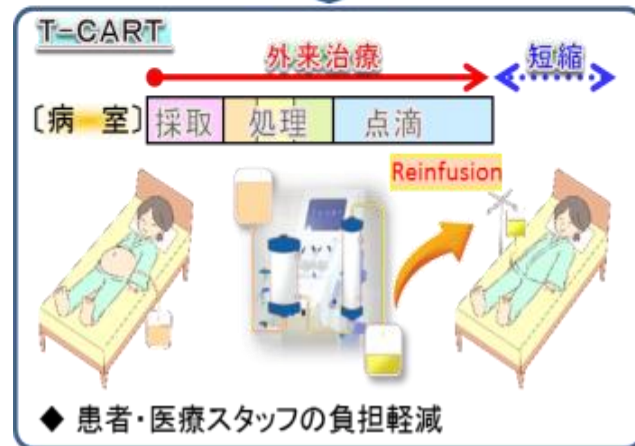 T-CART
外来治療 短縮
〔病 室〕 採取 処理 点滴
Reinfusion
◆ 患者・医療スタッフの負担軽減